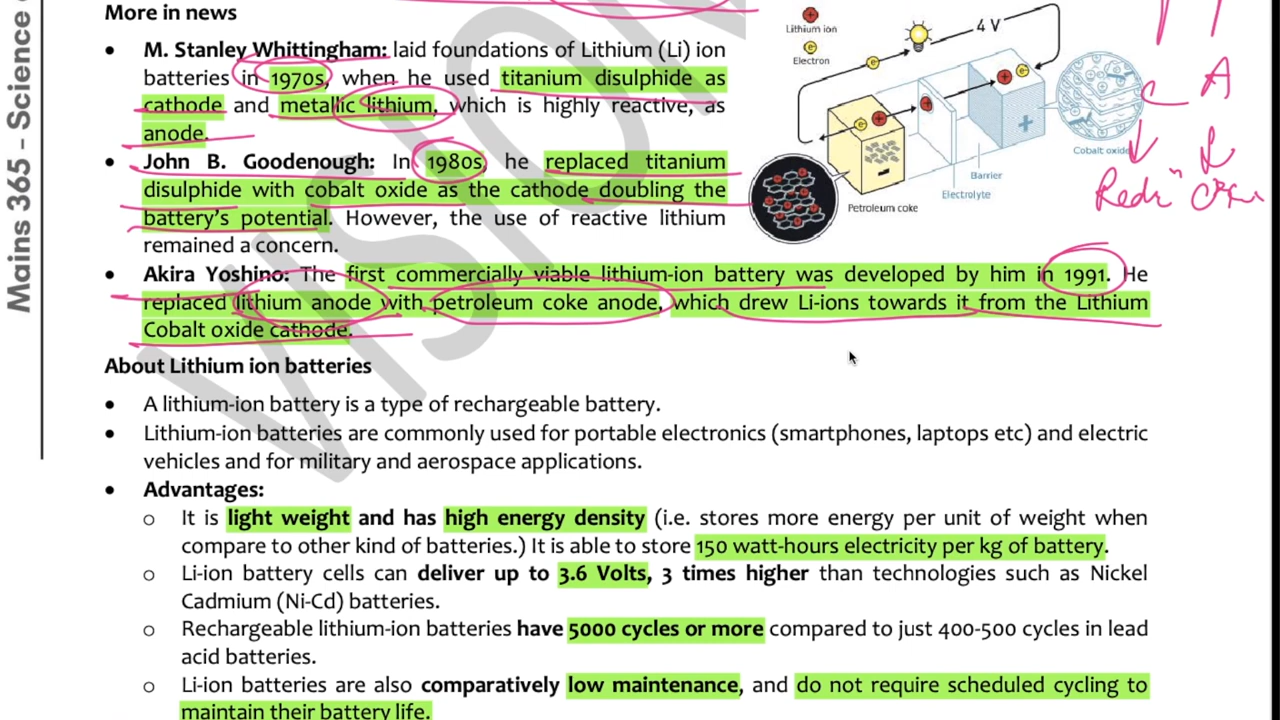 Mains 365 – Science
More in news
• M. Stanley Whittingham: laid foundations of Lithium (Li) ion
batteries in 1970s, when he used titanium disulphide as
cathode and metallic lithium, which is highly reactive, as
anode.
• John B. Goodenough: In 1980s, he replaced titanium
disulphide with cobalt oxide as the cathode doubling the
battery's potential. However, the use of reactive lithium
remained a concern.
Lithium ion
Electron
4 V
e
e
e
e
+
–
Cobalt oxide
Barrier
Electrolyte
Petroleum coke
C A
• Akira Yoshino: The first commercially viable lithium-ion battery was developed by him in 1991. He
replaced lithium anode with petroleum coke anode, which drew Li-ions towards it from the Lithium
Cobalt oxide cathode.
About Lithium ion batteries
• A lithium-ion battery is a type of rechargeable battery.
• Lithium-ion batteries are commonly used for portable electronics (smartphones, laptops etc) and electric
vehicles and for military and aerospace applications.
• Advantages:
o It is light weight and has high energy density (i.e. stores more energy per unit of weight when
compare to other kind of batteries.) It is able to store 150 watt-hours electricity per kg of battery.
o Li-ion battery cells can deliver up to 3.6 Volts, 3 times higher than technologies such as Nickel
Cadmium (Ni-Cd) batteries.
o Rechargeable lithium-ion batteries have 5000 cycles or more compared to just 400-500 cycles in lead
acid batteries.
o Li-ion batteries are also comparatively low maintenance, and do not require scheduled cycling to
maintain their battery life.
VISION